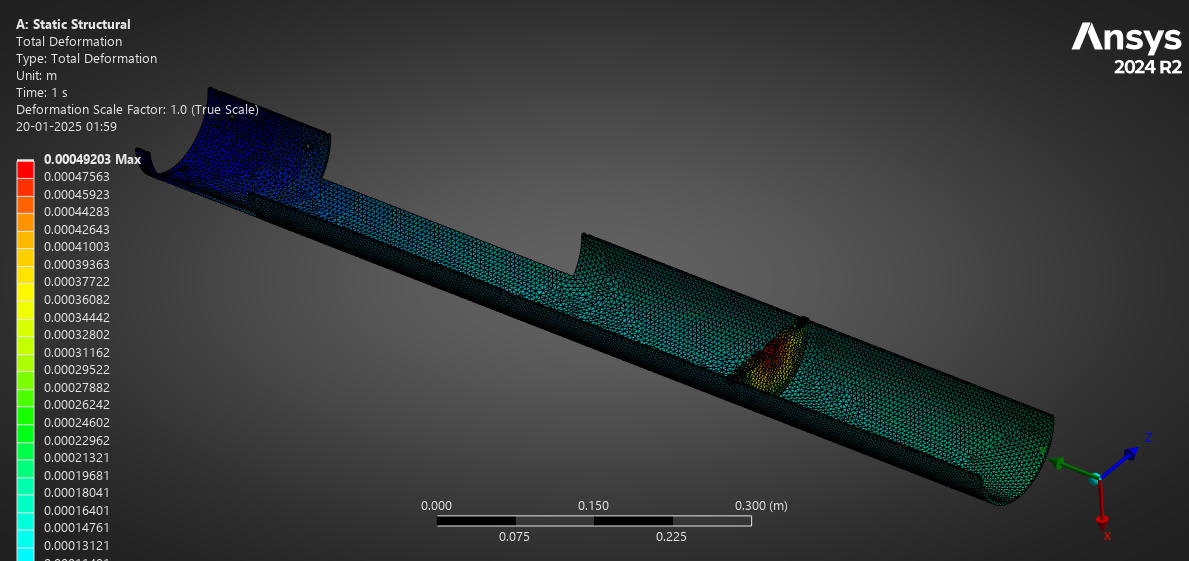 A: Static Structural
Total Deformation
Type: Total Deformation
Unit: m
Time: 1 s
Deformation Scale Factor: 1.0 (True Scale)
20-01-2025 01:59
0.00049203 Max
0.00047563
0.00045923
0.00044283
0.00042643
0.00041003
0.00039363
0.00037722
0.00036082
0.00034442
0.00032802
0.00031162
0.00029522
0.00027882
0.00026242
0.00024602
0.00022962
0.00021321
0.00019681
0.00018041
0.00016401
0.00014761
0.00013121
Ansys
2024 R2
Z
X
0.000 0.150 0.300 (m)
0.075 0.225